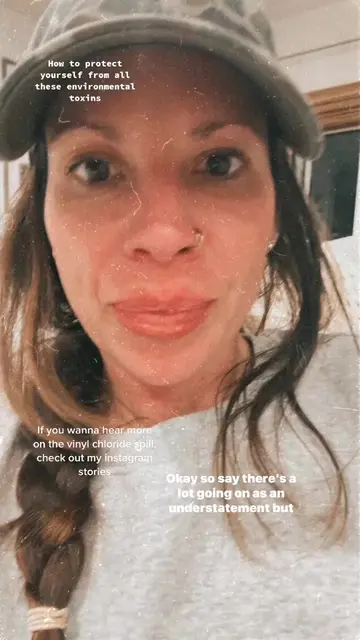 How to protect
yourself from all
these environmental
toxins
If you wanna hear more
on the vinyl chloride spill,
check out my instagram
stories
Okay so say there's a
lot going on as an
understatement but